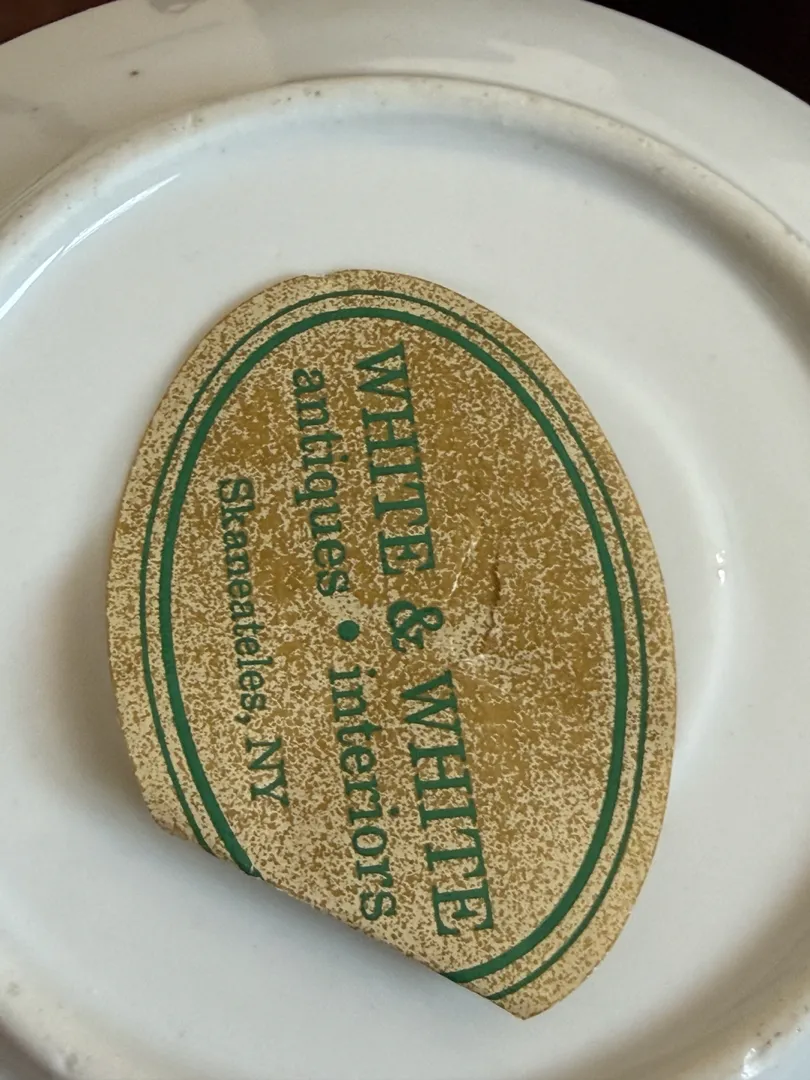 WHITE & WHITE
antiques • interiors
Skaneateles, NY